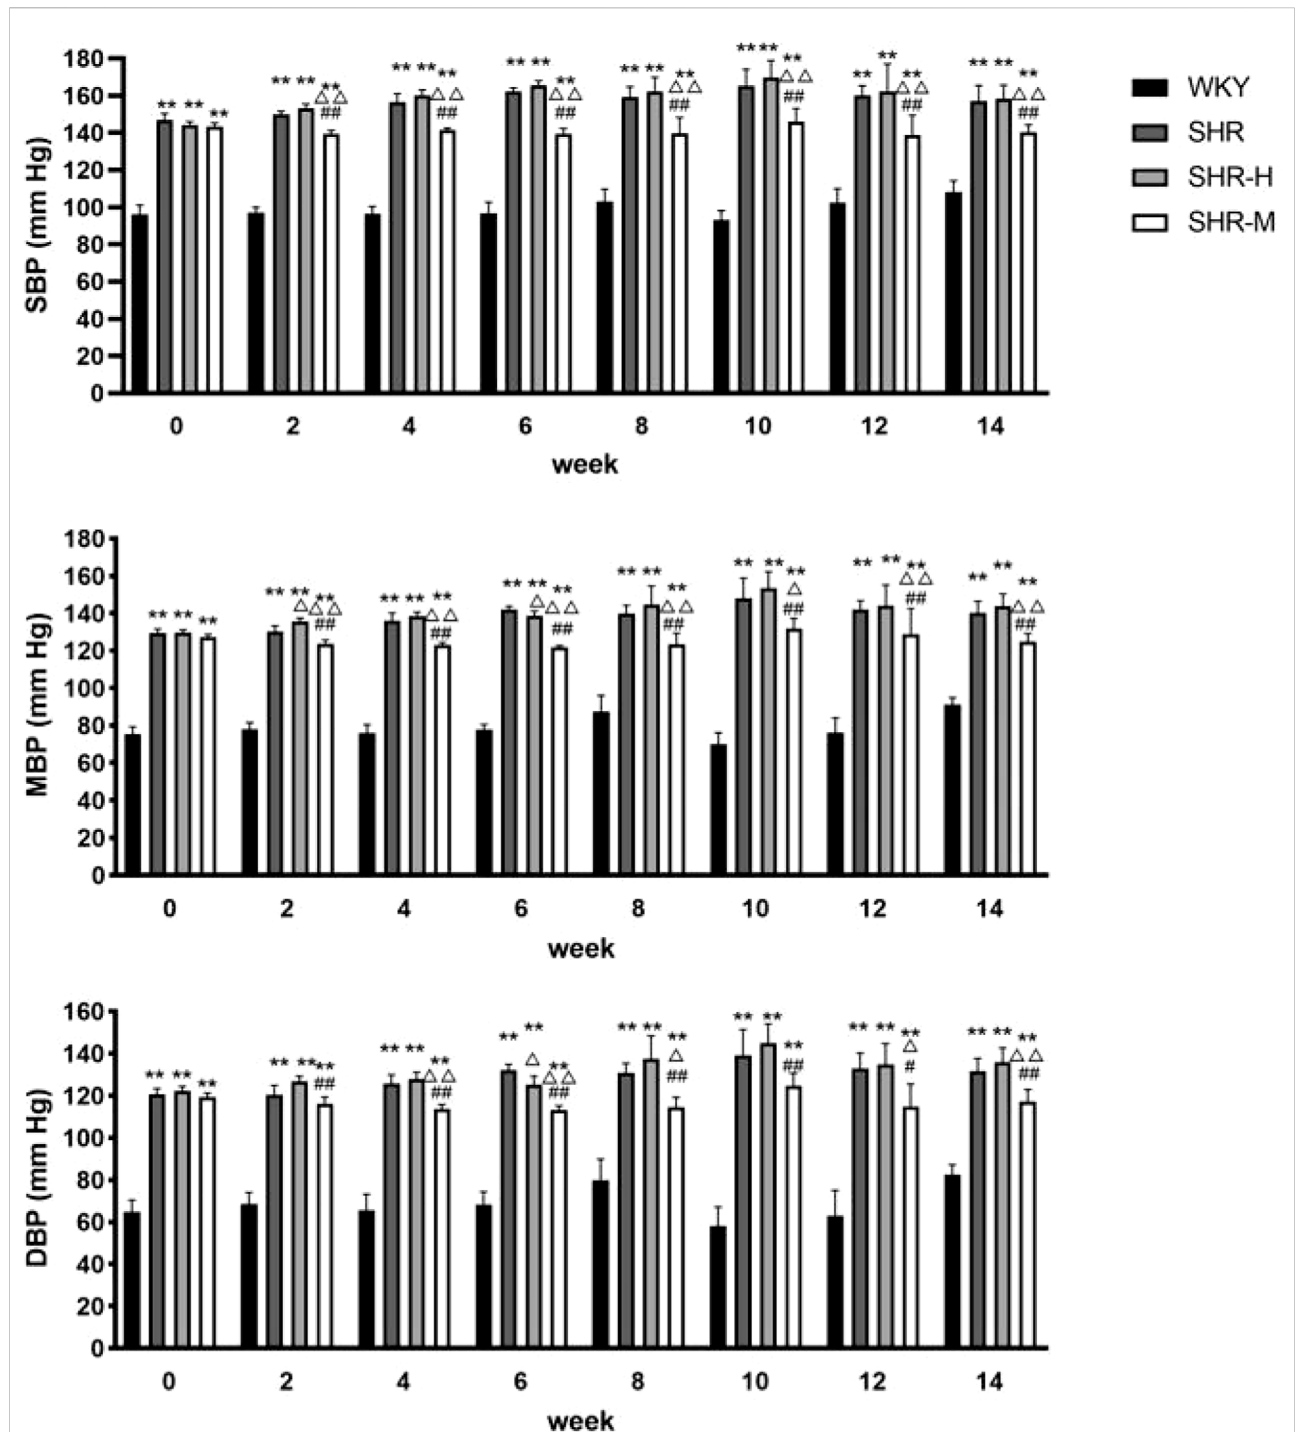 SBP (mm Hg)
180
160
140
120
100
80
60
40
20
0
** ** **
** ** ** △△ ##
** ** ** △△ ##
** ** ** △△ ##
** ** ** △△ ##
** ** ** △△ ##
** ** ** △△ ##
** ** ** △△ ##
0 2 4 6 8 10 12 14
week
WKY
SHR
SHR-H
SHR-M
MBP (mm Hg)
180
160
140
120
100
80
60
40
20
0
** ** **
** ** △ ** △△ ##
** ** ** △△ ##
** ** △ ** △△ ##
** ** ** △△ ##
** ** ** △ ##
** ** ** △△ ##
** ** ** △△ ##
0 2 4 6 8 10 12 14
week
DBP (mm Hg)
160
140
120
100
80
60
40
20
0
** ** **
** ** ** ##
** ** ** △△ ##
** ** △ ** △△ ##
** ** ** △ ##
** ** ** ##
** ** ** △ #
** ** ** △△ ##
0 2 4 6 8 10 12 14
week